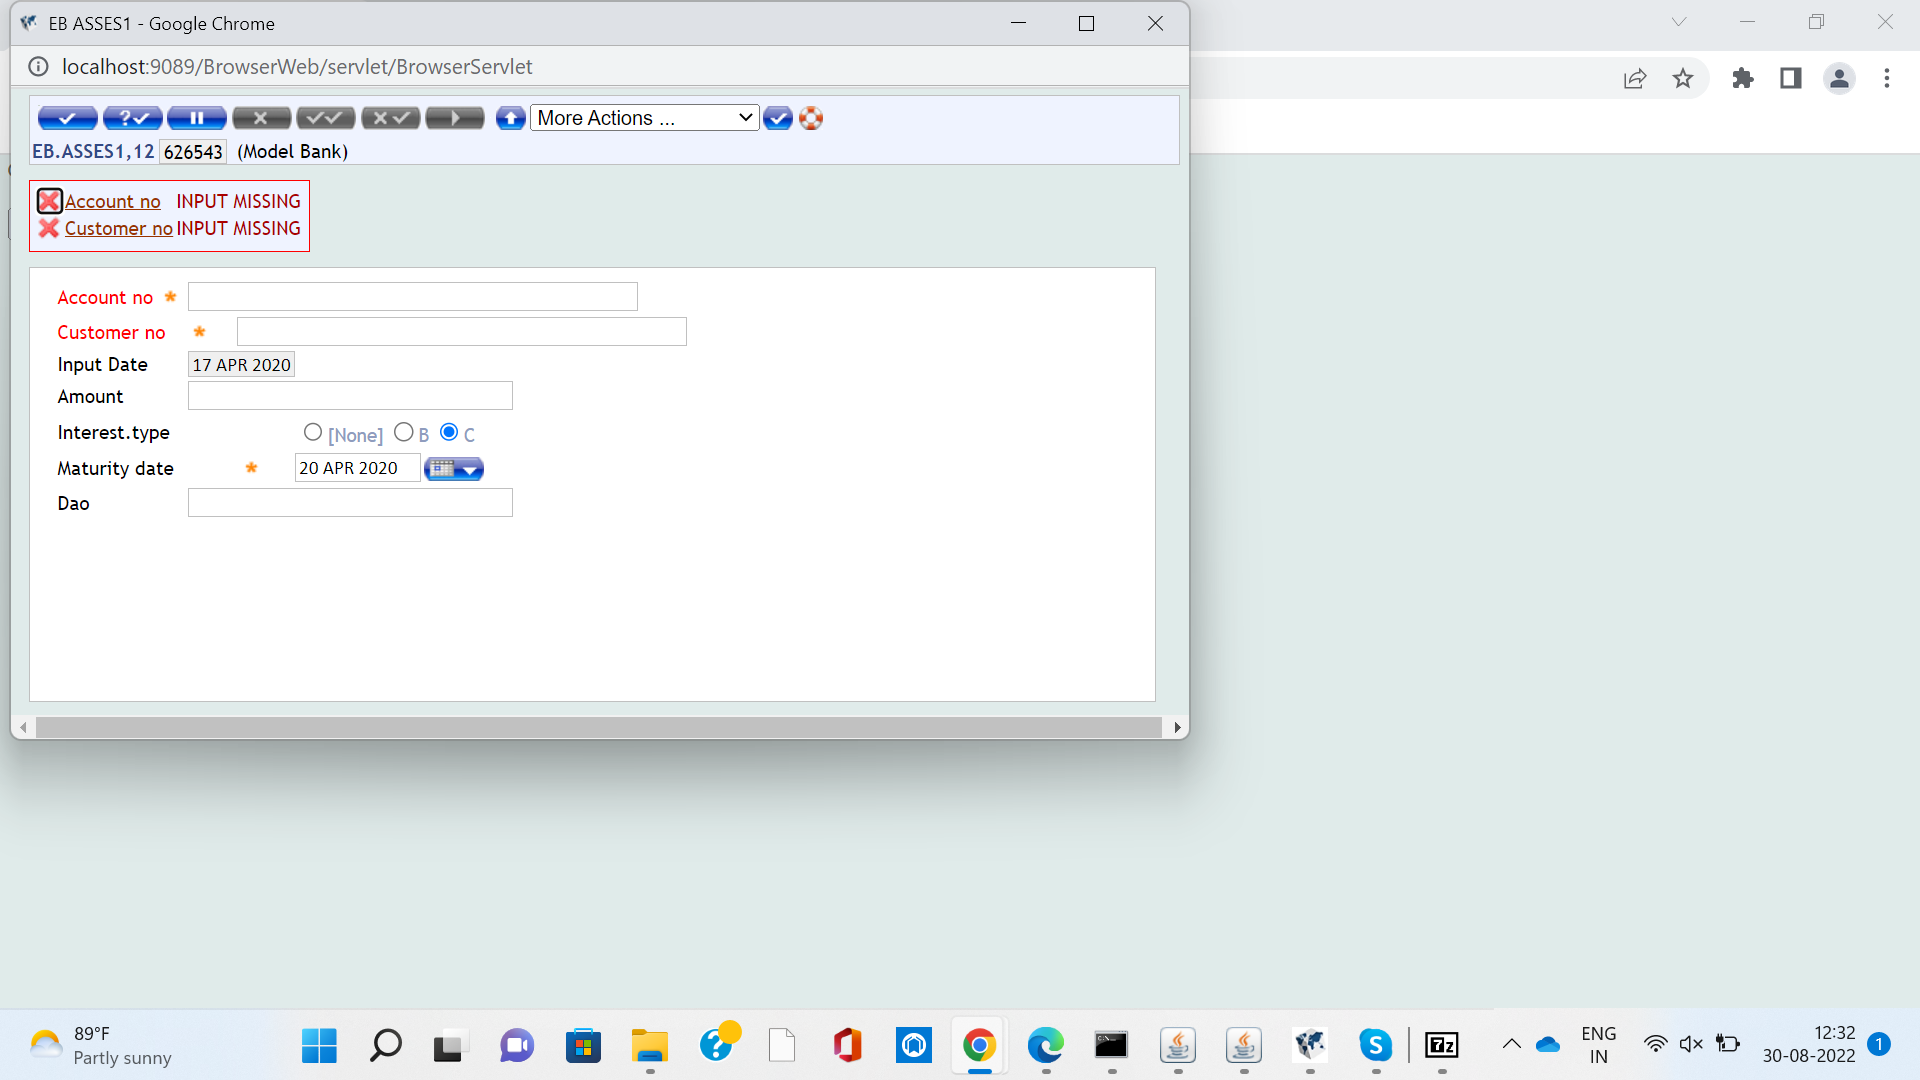 EB ASSES1 - Google Chrome
localhost:9089/BrowserWeb/servlet/BrowserServlet
More Actions ...
EB.ASSES1,12 626543 (Model Bank)
Account no INPUT MISSING
Customer no INPUT MISSING
Account no *
Customer no *
Input Date 17 APR 2020
Amount
Interest.type [None] B C
Maturity date * 20 APR 2020
Dao
89°F
Partly sunny
ENG
IN
12:32
30-08-2022
1